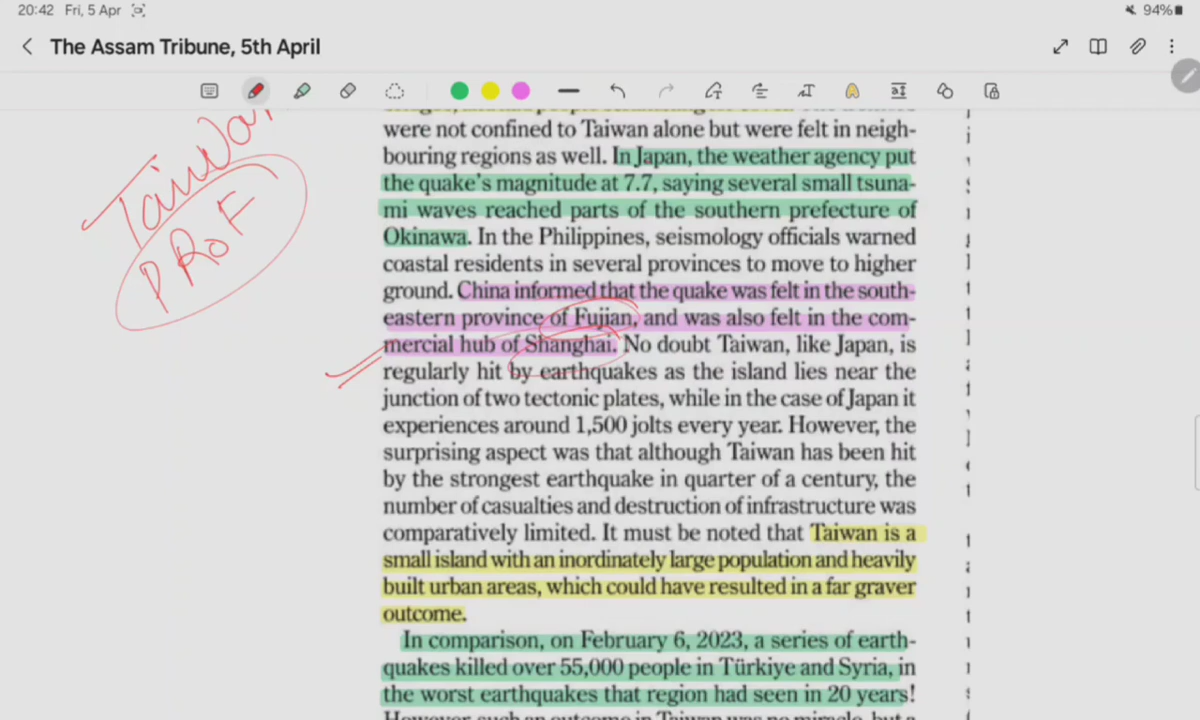 20:42 Fri, 5 Apr
94%
The Assam Tribune, 5th April
Taiwan
PROF
were not confined to Taiwan alone but were felt in neigh-
bouring regions as well. In Japan, the weather agency put
the quake's magnitude at 7.7, saying several small tsuna-
mi waves reached parts of the southern prefecture of
Okinawa. In the Philippines, seismology officials warned
coastal residents in several provinces to move to higher
ground. China informed that the quake was felt in the south-
eastern province of Fujian, and was also felt in the com-
mercial hub of Shanghai. No doubt Taiwan, like Japan, is
regularly hit by earthquakes as the island lies near the
junction of two tectonic plates, while in the case of Japan it
experiences around 1,500 jolts every year. However, the
surprising aspect was that although Taiwan has been hit
by the strongest earthquake in quarter of a century, the
number of casualties and destruction of infrastructure was
comparatively limited. It must be noted that Taiwan is a
small island with an inordinately large population and heavily
built urban areas, which could have resulted in a far graver
outcome.
In comparison, on February 6, 2023, a series of earth-
quakes killed over 55,000 people in Türkiye and Syria, in
the worst earthquakes that region had seen in 20 years!